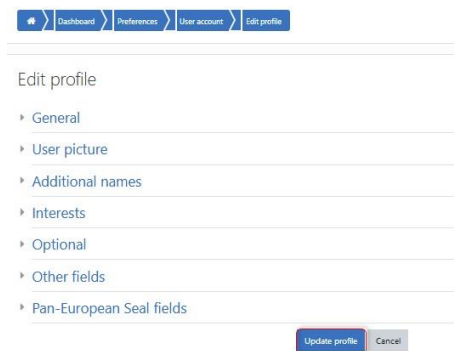 Dashboard Preferences User account Edit profile
Edit profile
General
User picture
Additional names
Interests
Optional
Other fields
Pan-European Seal fields
Update profile Cancel